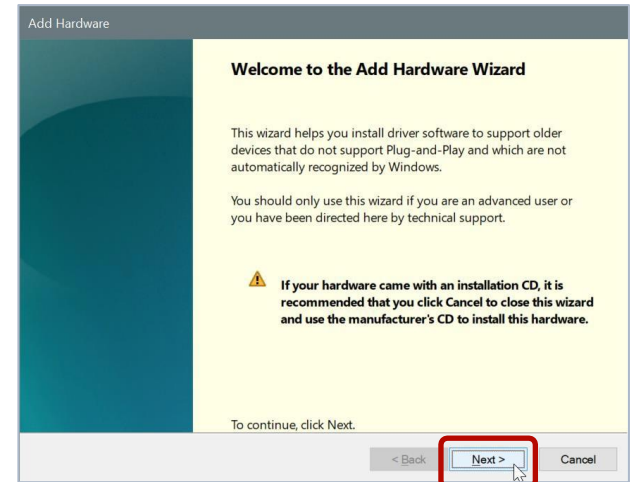 Add Hardware
Welcome to the Add Hardware Wizard
This wizard helps you install driver software to support older
devices that do not support Plug-and-Play and which are not
automatically recognized by Windows.
You should only use this wizard if you are an advanced user or
you have been directed here by technical support.
If your hardware came with an installation CD, it is
recommended that you click Cancel to close this wizard
and use the manufacturer's CD to install this hardware.
To continue, click Next.
< Back
Next >
Cancel